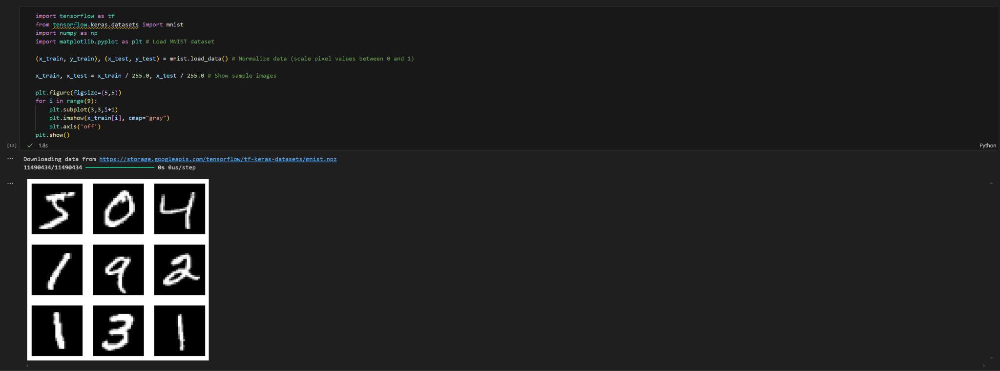 import tensorflow as tf
from tensorflow.keras.datasets import mnist
import numpy as np
import matplotlib.pyplot as plt # Load MNIST dataset
(x_train, y_train), (x_test, y_test) = mnist.load_data() # Normalize data (scale pixel values between 0 and 1)
x_train, x_test = x_train / 255.0, x_test / 255.0 # Show sample images
plt.figure(figsize=(5,5))
for i in range(9):
    plt.subplot(3,3,i+1)
    plt.imshow(x_train[i], cmap="gray")
    plt.axis('off')
plt.show()
[13] ✓ 1.8s Python
... Downloading data from https://storage.googleapis.com/tensorflow/tf-keras-datasets/mnist.npz
11490434/11490434 ━━━━━━━━━━━━━━━━━━━━ 0s 0us/step
...
5 0 4
1 9 2
1 3 1